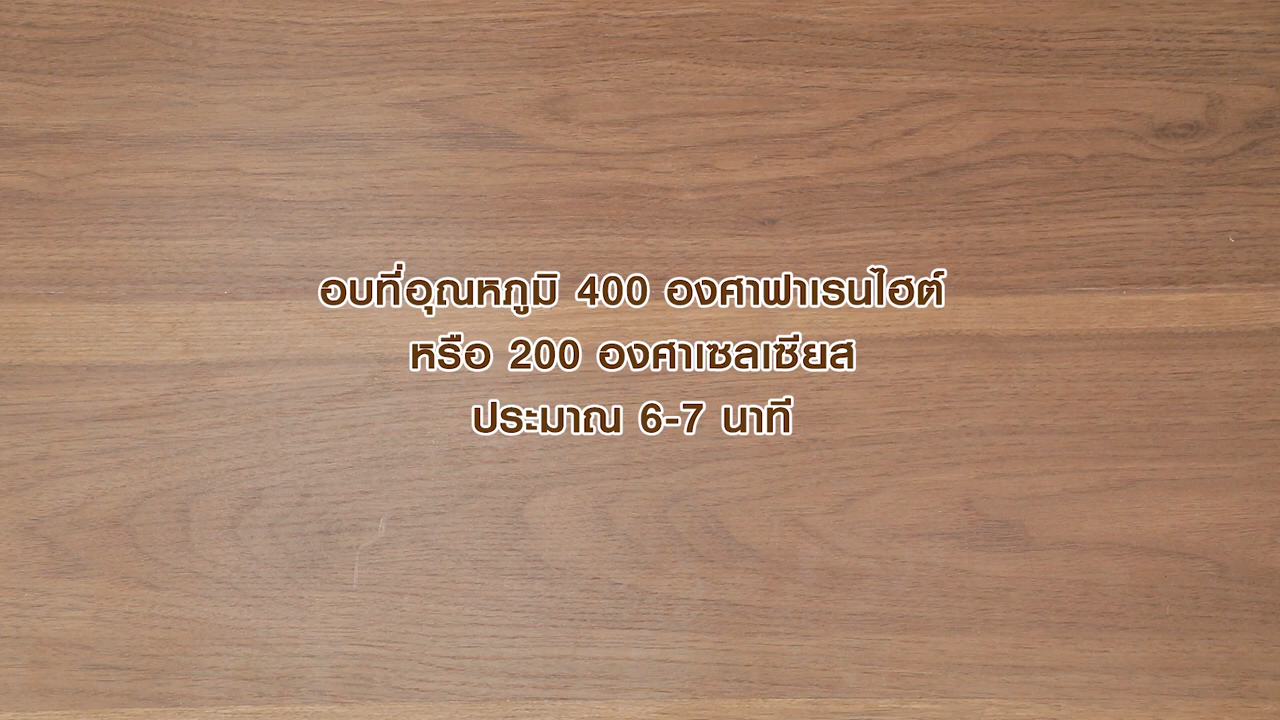 อบที่อุณหภูมิ 400 องศาฟาเรนไฮต์
หรือ 200 องศาเซลเซียส
ประมาณ 6-7 นาที